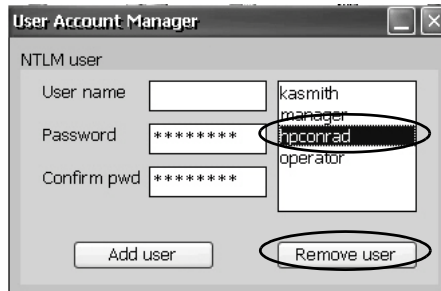 User Account Manager
NTLM user
User name
Password ********
Confirm pwd ********
kasmith
manager
hpconrad
operator
Add user
Remove user